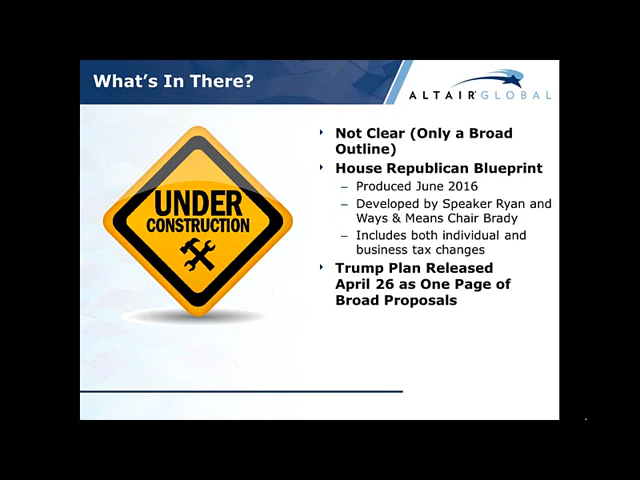 What's In There?
ALTAIR GLOBAL
UNDER
CONSTRUCTION
Not Clear (Only a Broad
Outline)
House Republican Blueprint
– Produced June 2016
– Developed by Speaker Ryan and
Ways & Means Chair Brady
– Includes both individual and
business tax changes
Trump Plan Released
April 26 as One Page of
Broad Proposals